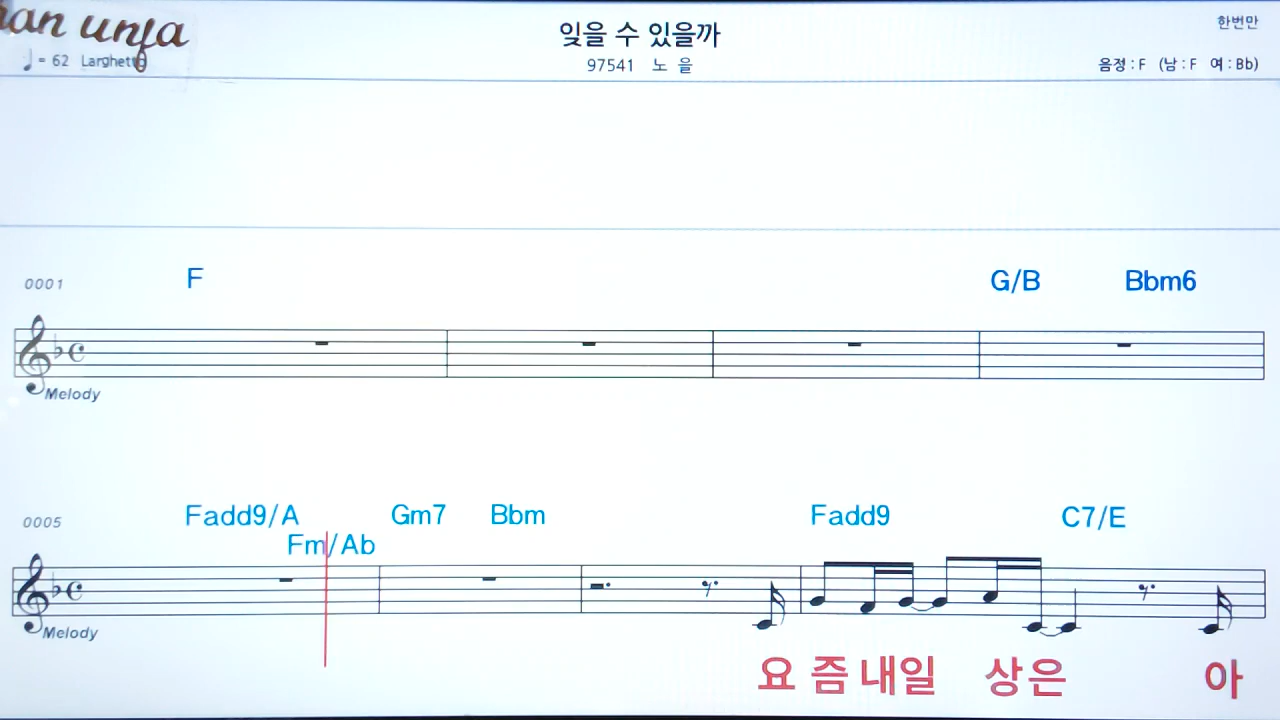 잊을 수 있을까
한번만
♩= 62 Larghetto
97541 노 을
음정 : F (남 : F 여 : Bb)
0001
F G/B Bbm6
Melody
0005
Fadd9/A Gm7 Bbm Fadd9 C7/E
Fm/Ab
Melody
요 즘 내일 상은 아